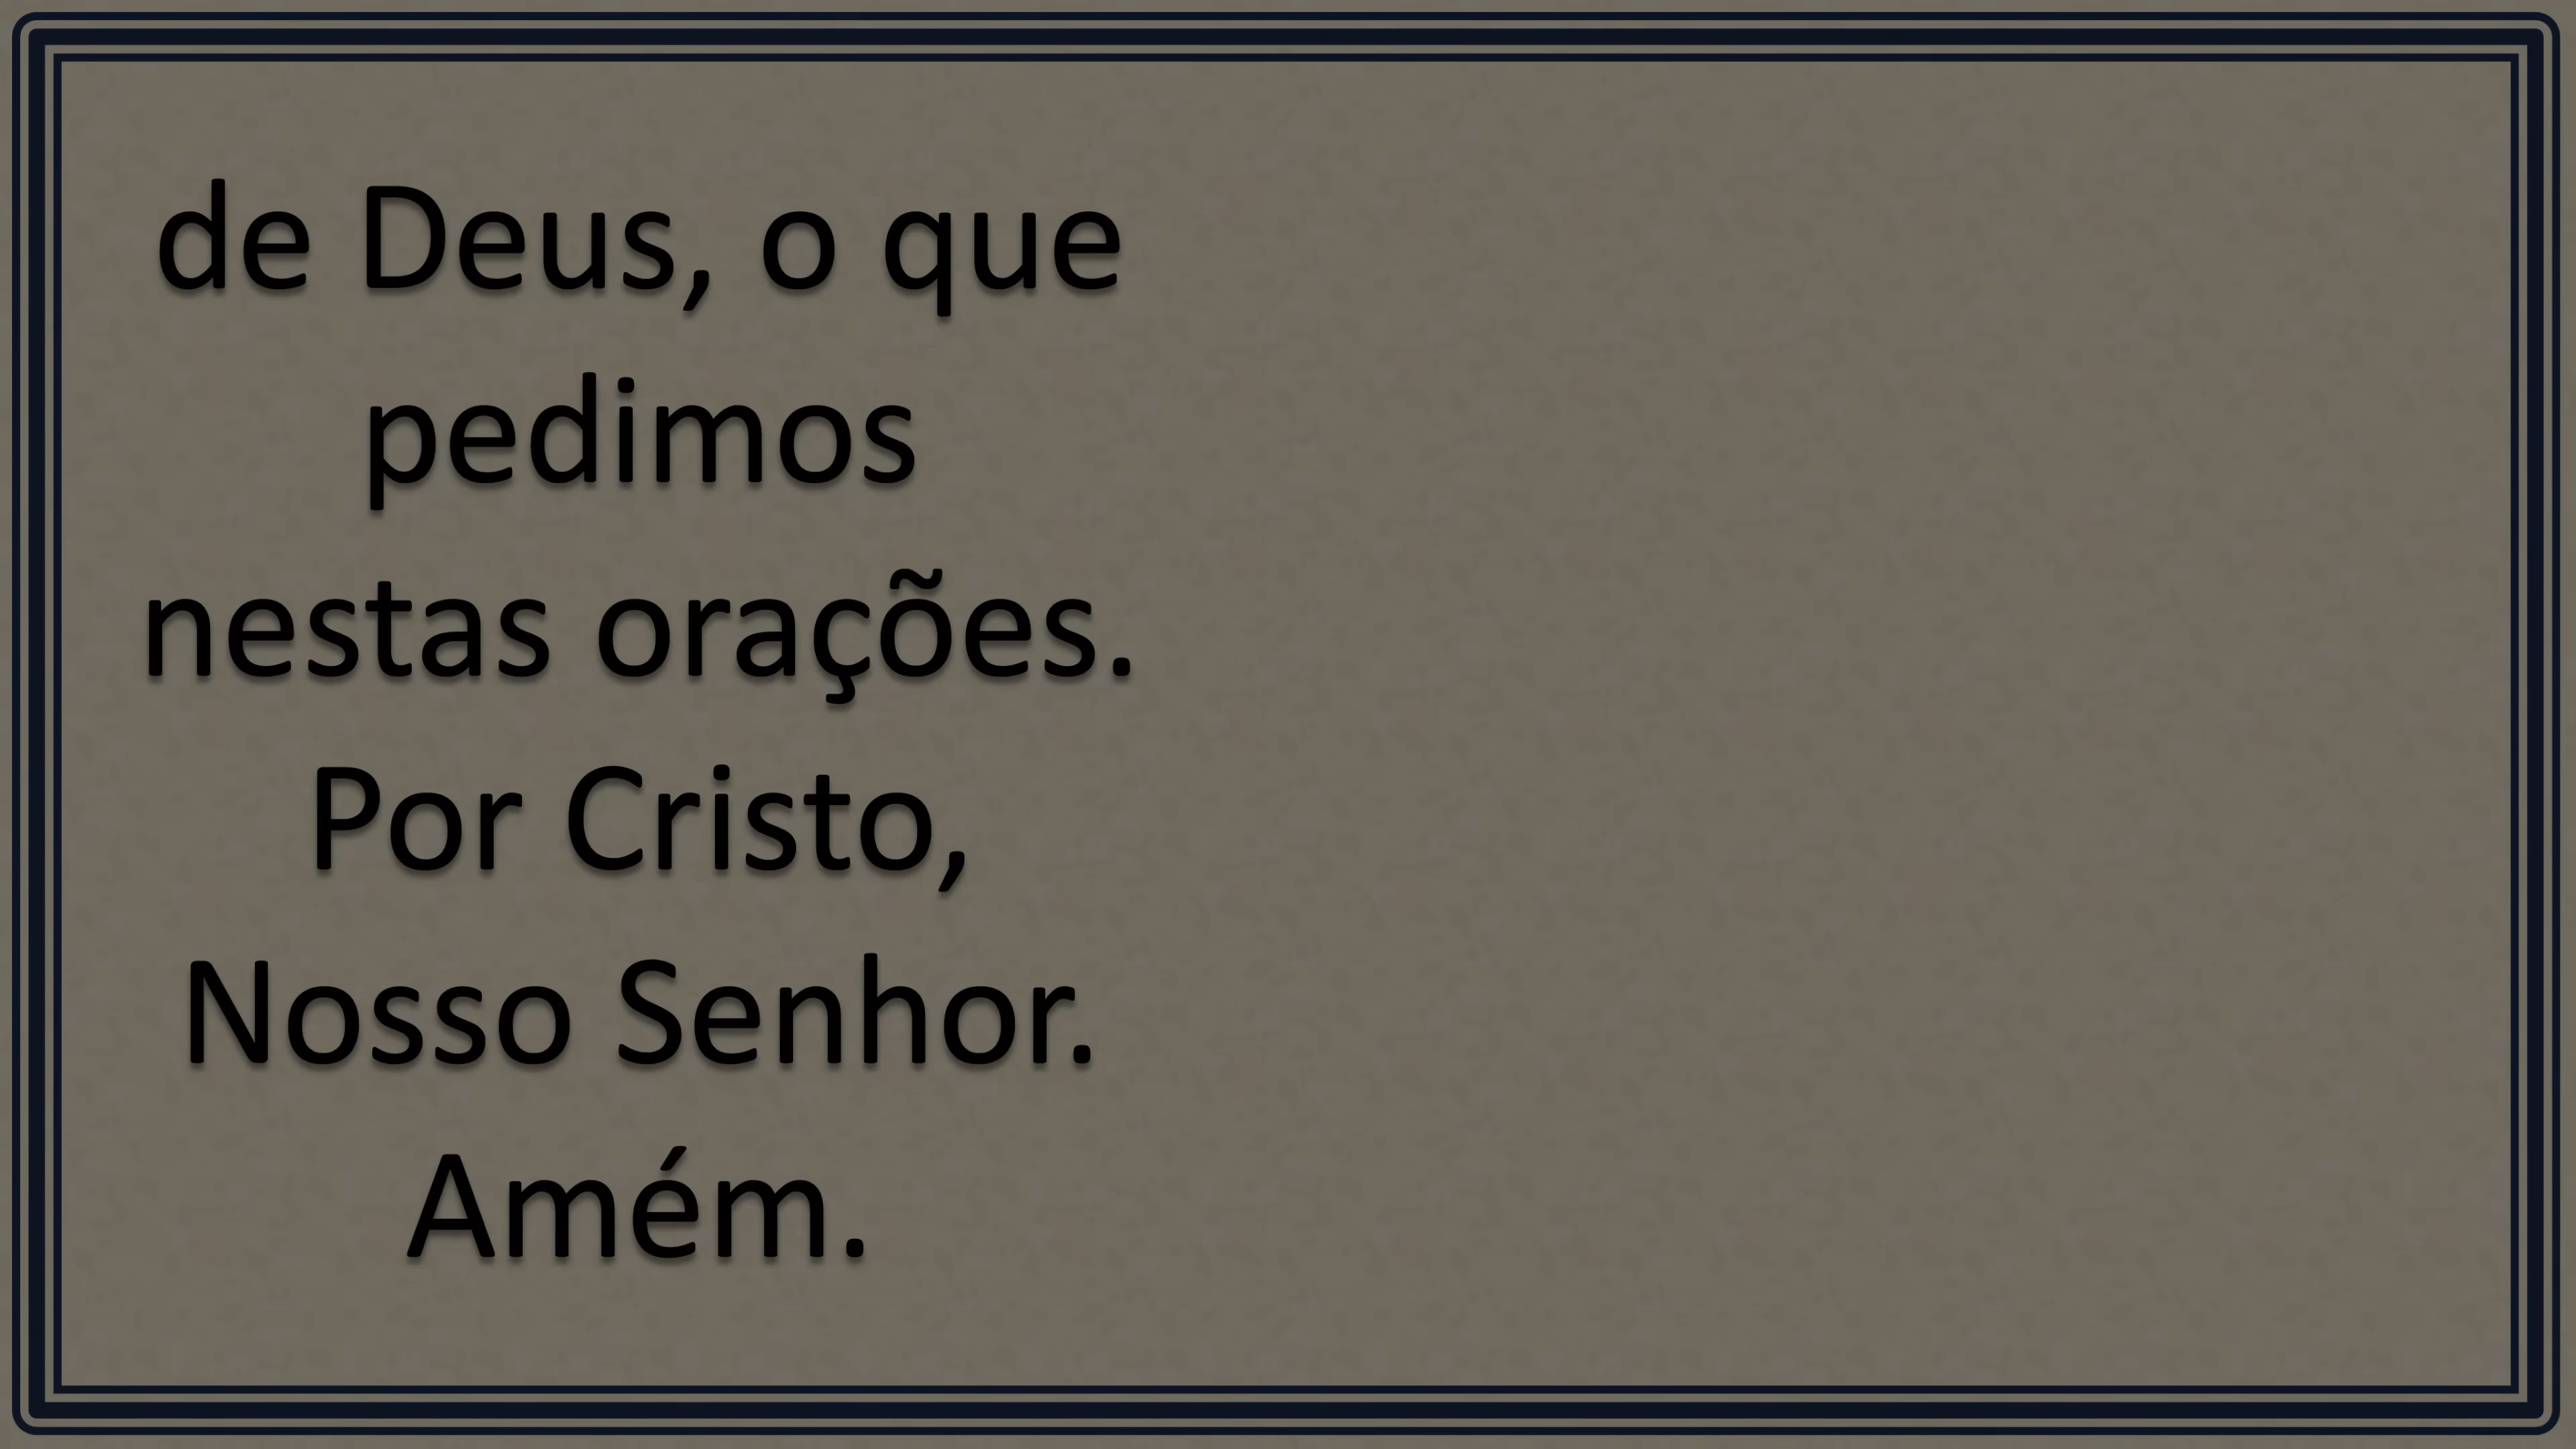 de Deus, o que
pedimos
nestas orações.
Por Cristo,
Nosso Senhor.
Amém.